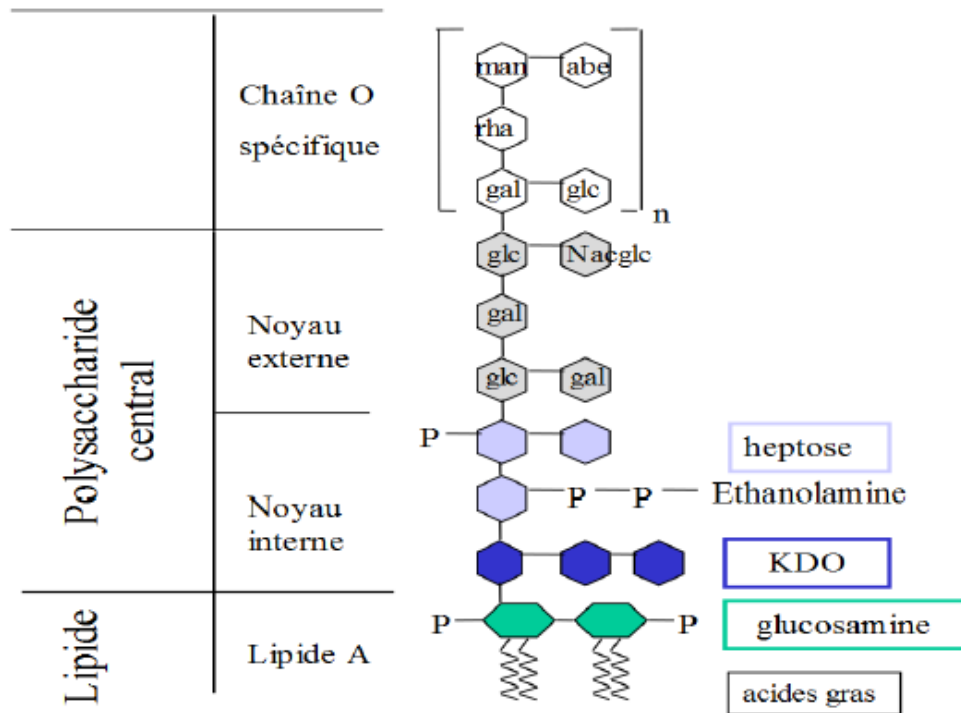 Chaîne O
spécifique
man abe
rha
gal glc
n
Polysaccharide
central
Noyau
externe
glc Nacglc
gal
glc gal
Noyau
interne
P
heptose
P P Ethanolamine
KDO
Lipide
Lipide A
P P
glucosamine
acides gras